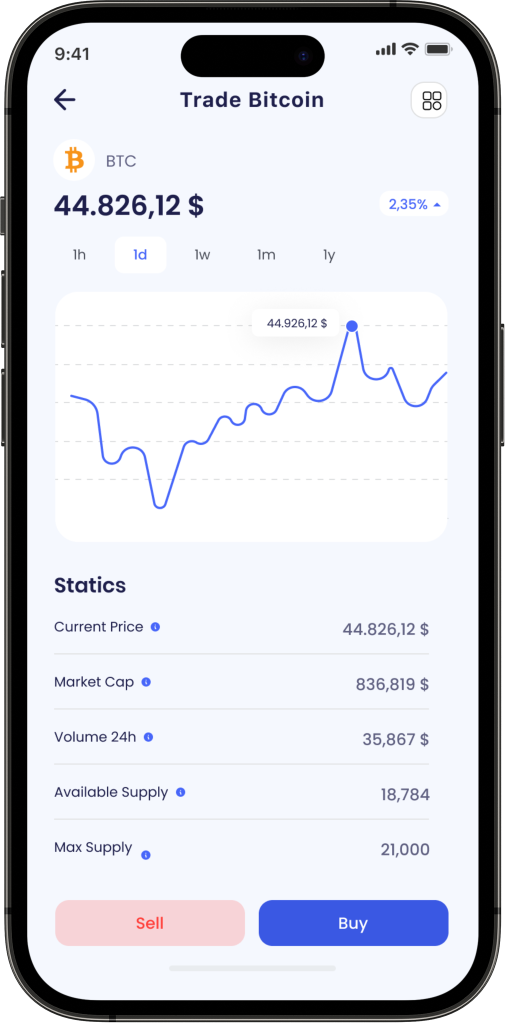 9:41
Trade Bitcoin
BTC
44.826,12 $
2,35%
1h 1d 1w 1m 1y
44.926,12 $
Statics
Current Price 44.826,12 $
Market Cap 836,819 $
Volume 24h 35,867 $
Available Supply 18,784
Max Supply 21,000
Sell Buy